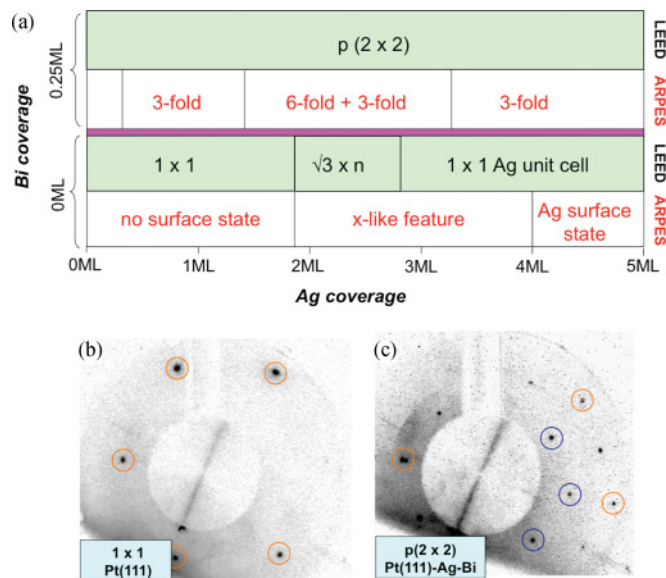 (a)
Bi coverage
0.25ML
0ML
p (2 x 2)
LEED
3-fold
6-fold + 3-fold
3-fold
ARPES
1 x 1
√3 x n
1 x 1 Ag unit cell
LEED
no surface state
x-like feature
Ag surface
state
ARPES
0ML
1ML
2ML
3ML
4ML
5ML
Ag coverage
(b)
1 x 1
Pt(111)
(c)
p(2 x 2)
Pt(111)-Ag-Bi